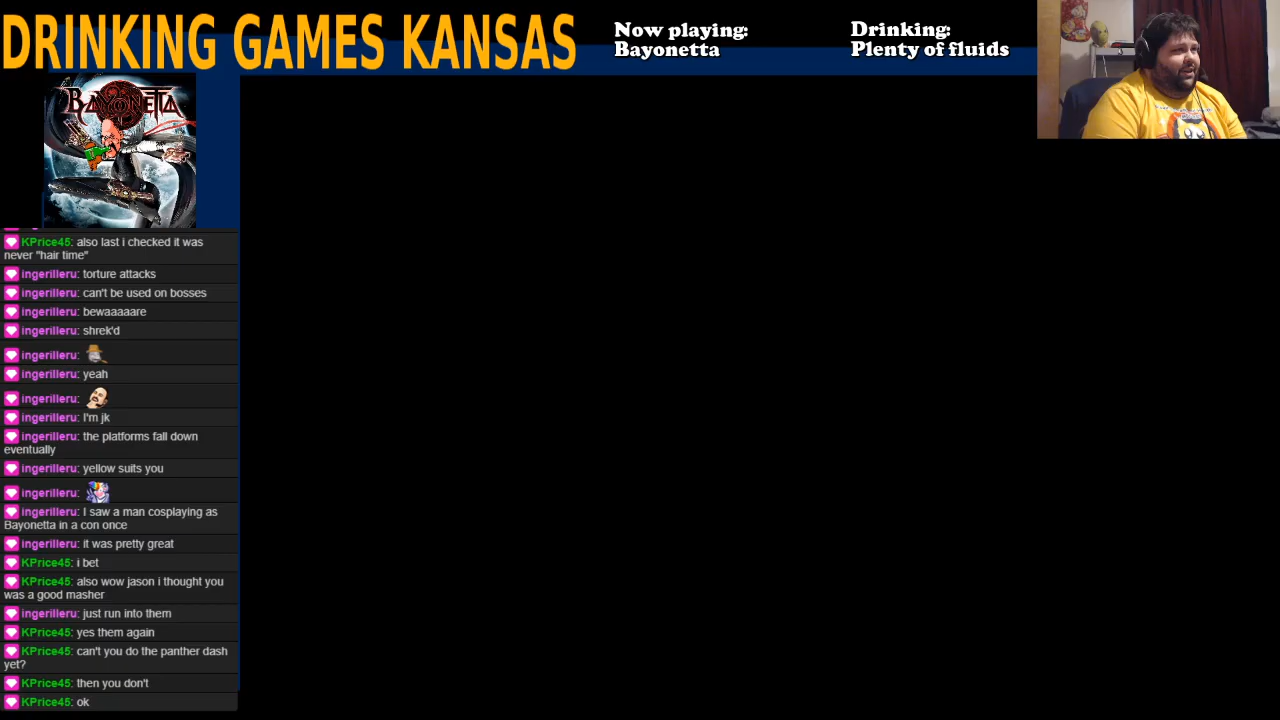 DRINKING GAMES KANSAS
Now playing:
Bayonetta
Drinking:
Plenty of fluids
BAYONETTA
KPrice45: also last i checked it was
never "hair time"
ingerilleru: torture attacks
ingerilleru: can't be used on bosses
ingerilleru: bewaaaaare
ingerilleru: shrek'd
ingerilleru:
ingerilleru: yeah
ingerilleru:
ingerilleru: I'm jk
ingerilleru: the platforms fall down
eventually
ingerilleru: yellow suits you
ingerilleru:
ingerilleru: I saw a man cosplaying as
Bayonetta in a con once
ingerilleru: it was pretty great
KPrice45: i bet
KPrice45: also wow jason i thought you
was a good masher
ingerilleru: just run into them
KPrice45: yes them again
KPrice45: can't you do the panther dash
yet?
KPrice45: then you don't
KPrice45: ok